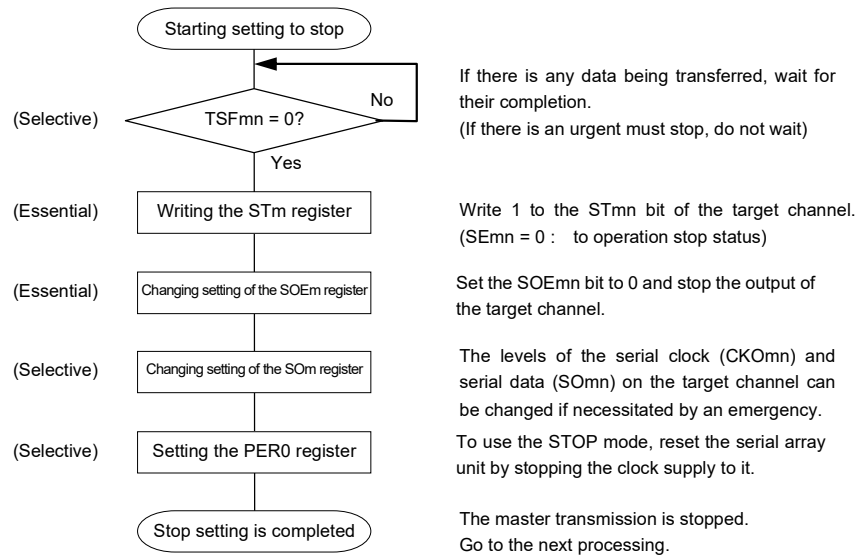 Starting setting to stop
No
(Selective)
TSFmn = 0?
If there is any data being transferred, wait for
their completion.
(If there is an urgent must stop, do not wait)
Yes
(Essential)
Writing the STm register
Write 1 to the STmn bit of the target channel.
(SEmn = 0 : to operation stop status)
(Essential)
Changing setting of the SOEm register
Set the SOEmn bit to 0 and stop the output of
the target channel.
(Selective)
Changing setting of the SOm register
The levels of the serial clock (CKOmn) and
serial data (SOmn) on the target channel can
be changed if necessitated by an emergency.
(Selective)
Setting the PER0 register
To use the STOP mode, reset the serial array
unit by stopping the clock supply to it.
Stop setting is completed
The master transmission is stopped.
Go to the next processing.